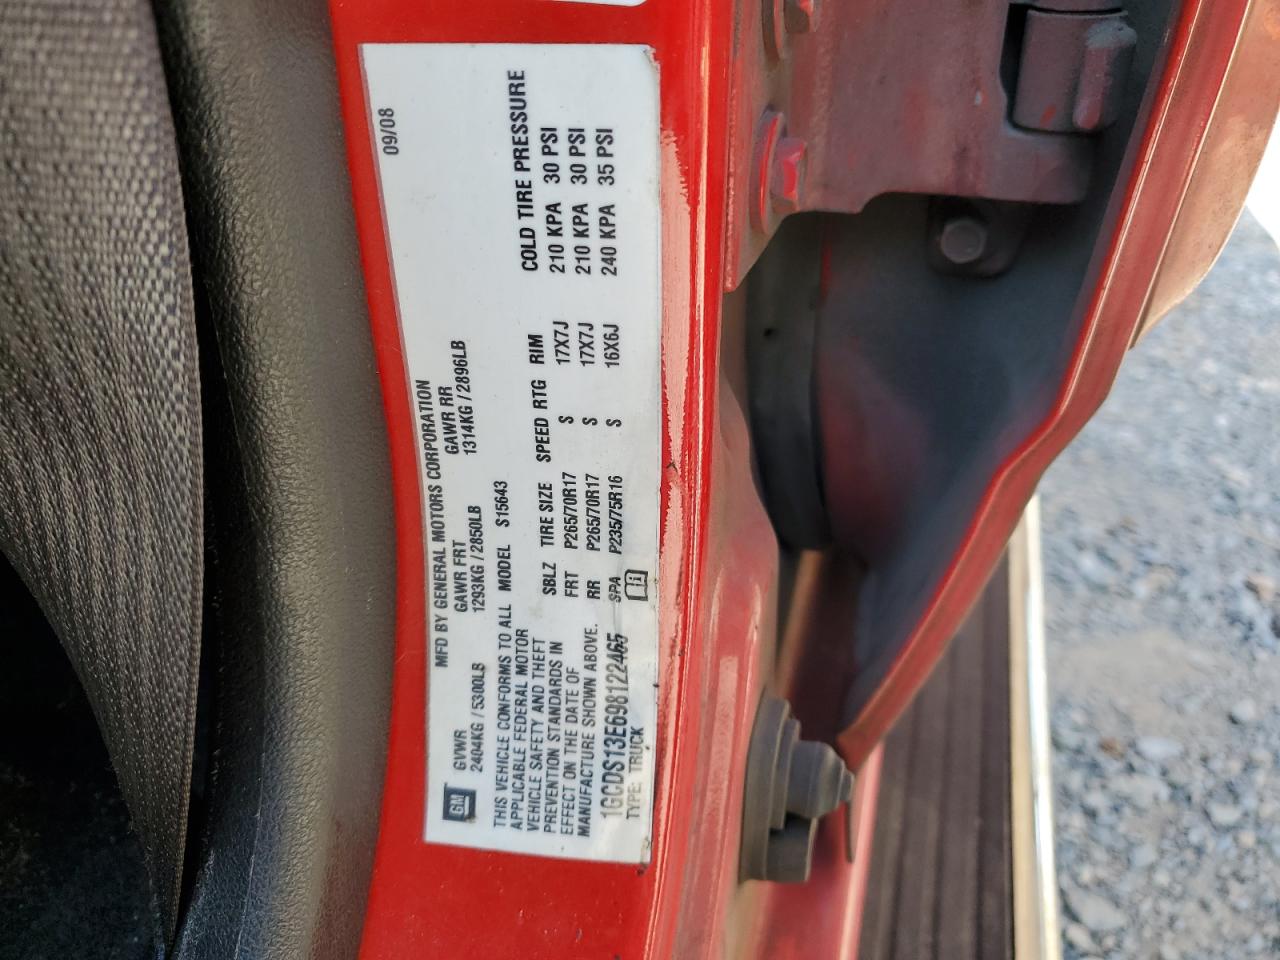 09/08
MFD BY GENERAL MOTORS CORPORATION
GM
GVWR GAWR FRT GAWR RR
2404KG / 5300LB 1293KG / 2850LB 1314KG / 2896LB
THIS VEHICLE CONFORMS TO ALL MODEL S15643
APPLICABLE FEDERAL MOTOR
VEHICLE SAFETY AND THEFT
PREVENTION STANDARDS IN
EFFECT ON THE DATE OF
MANUFACTURE SHOWN ABOVE.
COLD TIRE PRESSURE
SBLZ TIRE SIZE SPEED RTG RIM
FRT P265/70R17 S 17X7J 210 KPA 30 PSI
RR P265/70R17 S 17X7J 210 KPA 30 PSI
SPA P235/75R16 S 16X6J 240 KPA 35 PSI
1GCDS13E698122465
TYPE: TRUCK